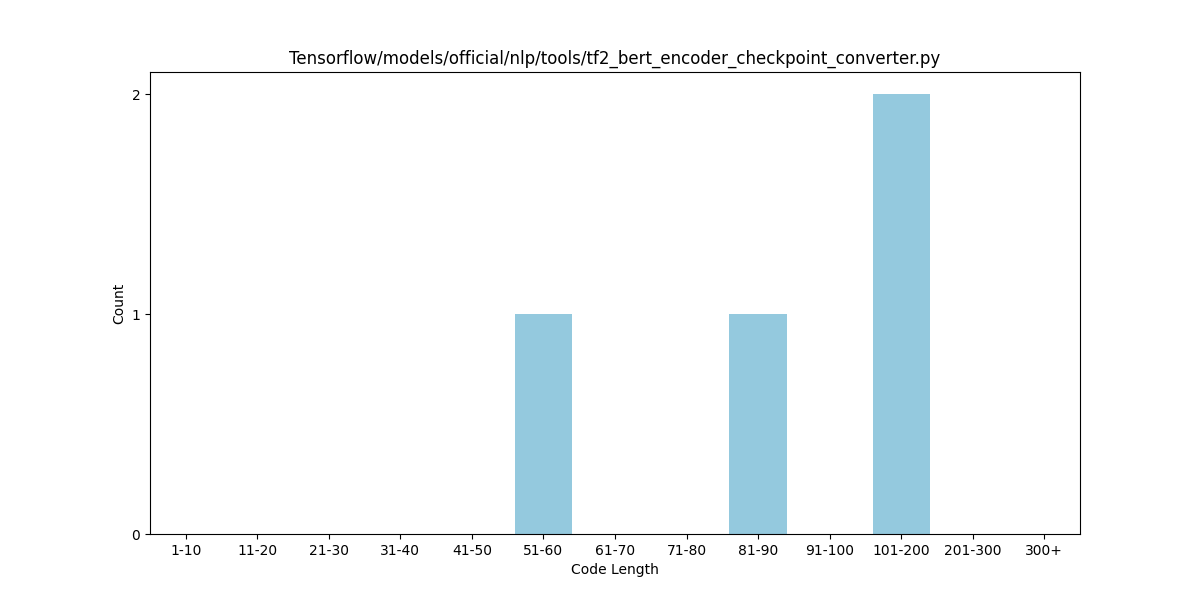 Tensorflow/models/official/nlp/tools/tf2_bert_encoder_checkpoint_converter.py
Count
2
1
0
1-10 11-20 21-30 31-40 41-50 51-60 61-70 71-80 81-90 91-100 101-200 201-300 300+
Code Length